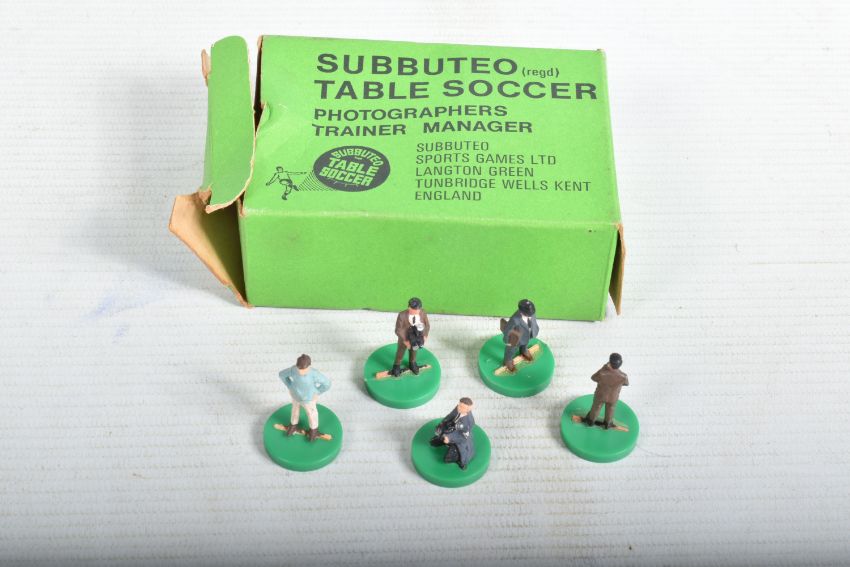 SUBBUTEO (regd)
TABLE SOCCER
PHOTOGRAPHERS
TRAINER MANAGER
SUBBUTEO
SPORTS GAMES LTD
LANGTON GREEN
TUNBRIDGE WELLS KENT
ENGLAND
SUBBUTEO
TABLE
SOCCER